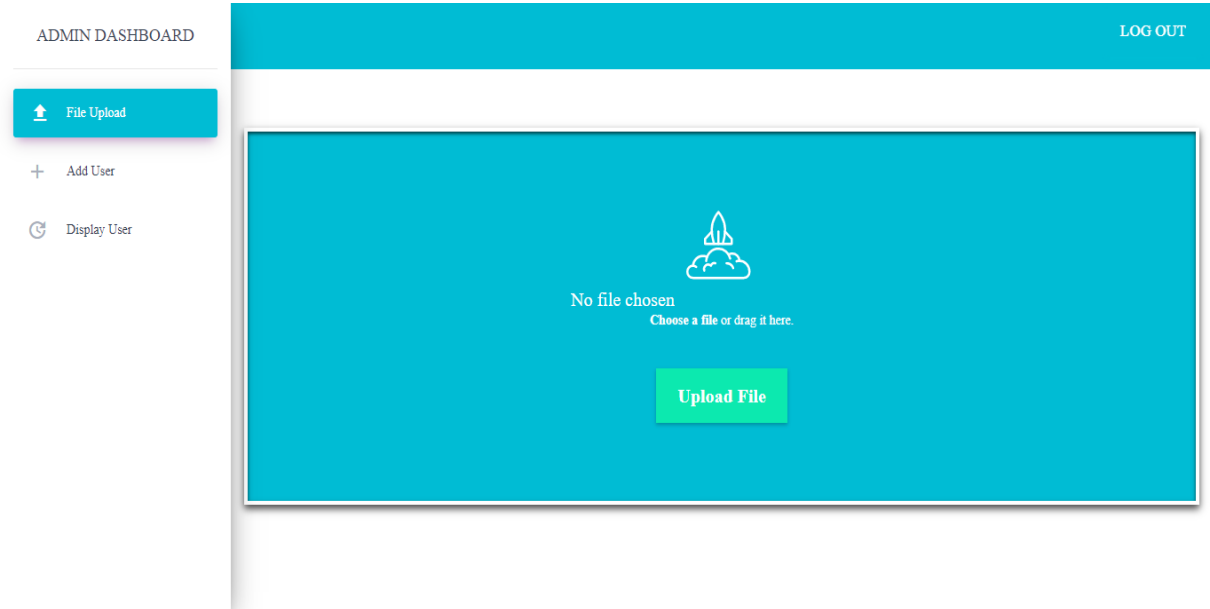 ADMIN DASHBOARD
LOG OUT
File Upload
Add User
Display User
No file chosen
Choose a file or drag it here.
Upload File